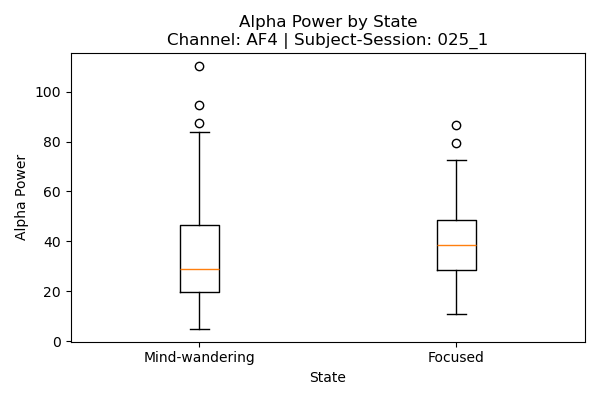 Alpha Power by State
Channel: AF4 | Subject-Session: 025_1
100
80
60
40
20
0
Alpha Power
Mind-wandering
Focused
State